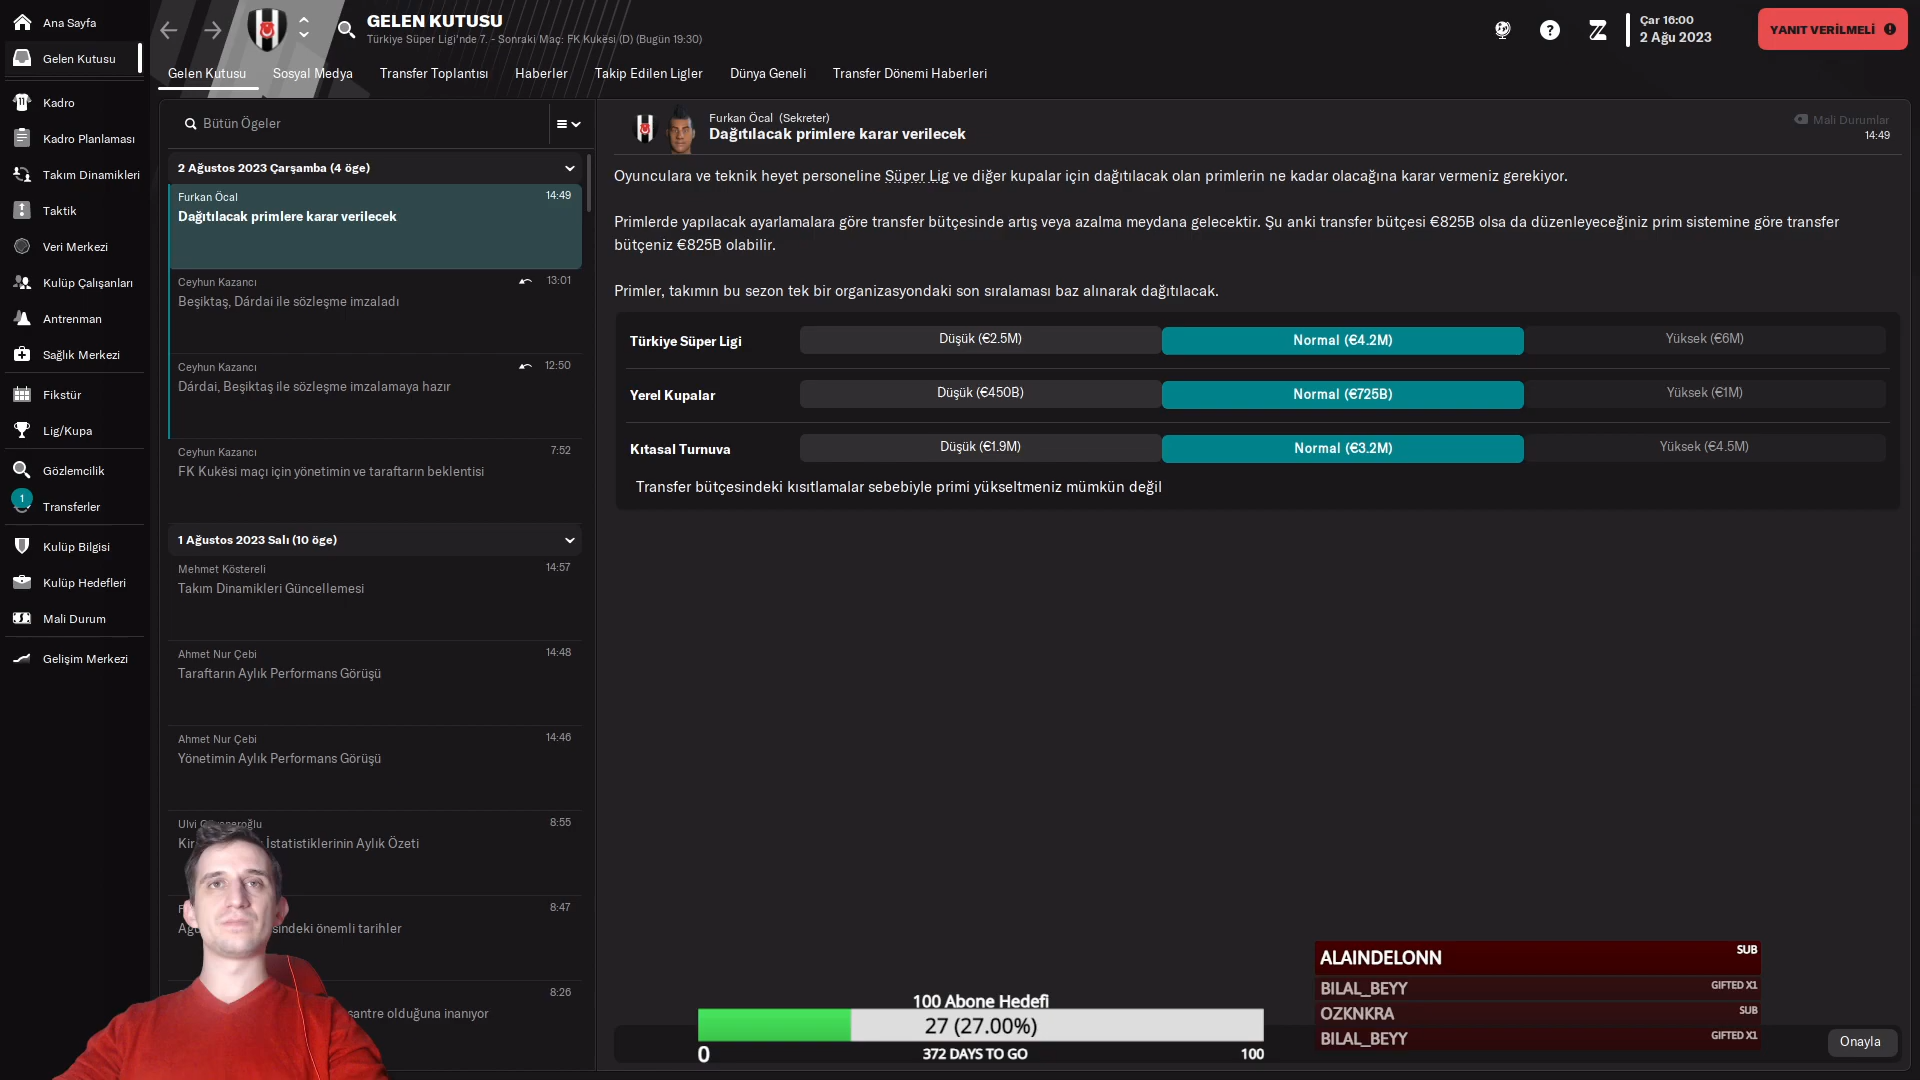 Ana Sayfa
Gelen Kutusu
Kadro
Kadro Planlaması
Takım Dinamikleri
Taktik
Veri Merkezi
Kulüp Çalışanları
Antrenman
Sağlık Merkezi
Fikstür
Lig/Kupa
Gözlemcilik
1
Transferler
Kulüp Bilgisi
Kulüp Hedefleri
Mali Durum
Gelişim Merkezi
GELEN KUTUSU
Türkiye Süper Ligi'nde 7. - Sonraki Maç: FK Kukësi (D) (Bugün 19:30)
Çar 16:00
2 Ağu 2023
YANIT VERİLMELİ
Gelen Kutusu Sosyal Medya Transfer Toplantısı Haberler Takip Edilen Ligler Dünya Geneli Transfer Dönemi Haberleri
Bütün Ögeler
2 Ağustos 2023 Çarşamba (4 öge)
Furkan Öcal 14:49
Dağıtılacak primlere karar verilecek
Ceyhun Kazancı 13:01
Beşiktaş, Dárdai ile sözleşme imzaladı
Ceyhun Kazancı 12:50
Dárdai, Beşiktaş ile sözleşme imzalamaya hazır
Ceyhun Kazancı 7:52
FK Kukësi maçı için yönetimin ve taraftarın beklentisi
1 Ağustos 2023 Salı (10 öge)
Mehmet Köstereli 14:57
Takım Dinamikleri Güncellemesi
Ahmet Nur Çebi 14:48
Taraftarın Aylık Performans Görüşü
Ahmet Nur Çebi 14:46
Yönetimin Aylık Performans Görüşü
Ulvi 8:55
İstatistiklerinin Aylık Özeti
8:47
önemli tarihler
8:26
olduğuna inanıyor
Furkan Öcal (Sekreter)
Dağıtılacak primlere karar verilecek
Mali Durumlar
14:49
Oyunculara ve teknik heyet personeline Süper Lig ve diğer kupalar için dağıtılacak olan primlerin ne kadar olacağına karar vermeniz gerekiyor.
Primlerde yapılacak ayarlamalara göre transfer bütçesinde artış veya azalma meydana gelecektir. Şu anki transfer bütçesi €825B olsa da düzenleyeceğiniz prim sistemine göre transfer
bütçeniz €825B olabilir.
Primler, takımın bu sezon tek bir organizasyondaki son sıralaması baz alınarak dağıtılacak.
Türkiye Süper Ligi Düşük (€2.5M) Normal (€4.2M) Yüksek (€6M)
Yerel Kupalar Düşük (€450B) Normal (€725B) Yüksek (€1M)
Kıtasal Turnuva Düşük (€1.9M) Normal (€3.2M) Yüksek (€4.5M)
Transfer bütçesindeki kısıtlamalar sebebiyle primi yükseltmeniz mümkün değil
100 Abone Hedefi
27 (27.00%)
0 372 DAYS TO GO 100
ALAINDELONN SUB
BILAL_BEYY GIFTED X1
OZKNKRA SUB
BILAL_BEYY GIFTED X1
Onayla